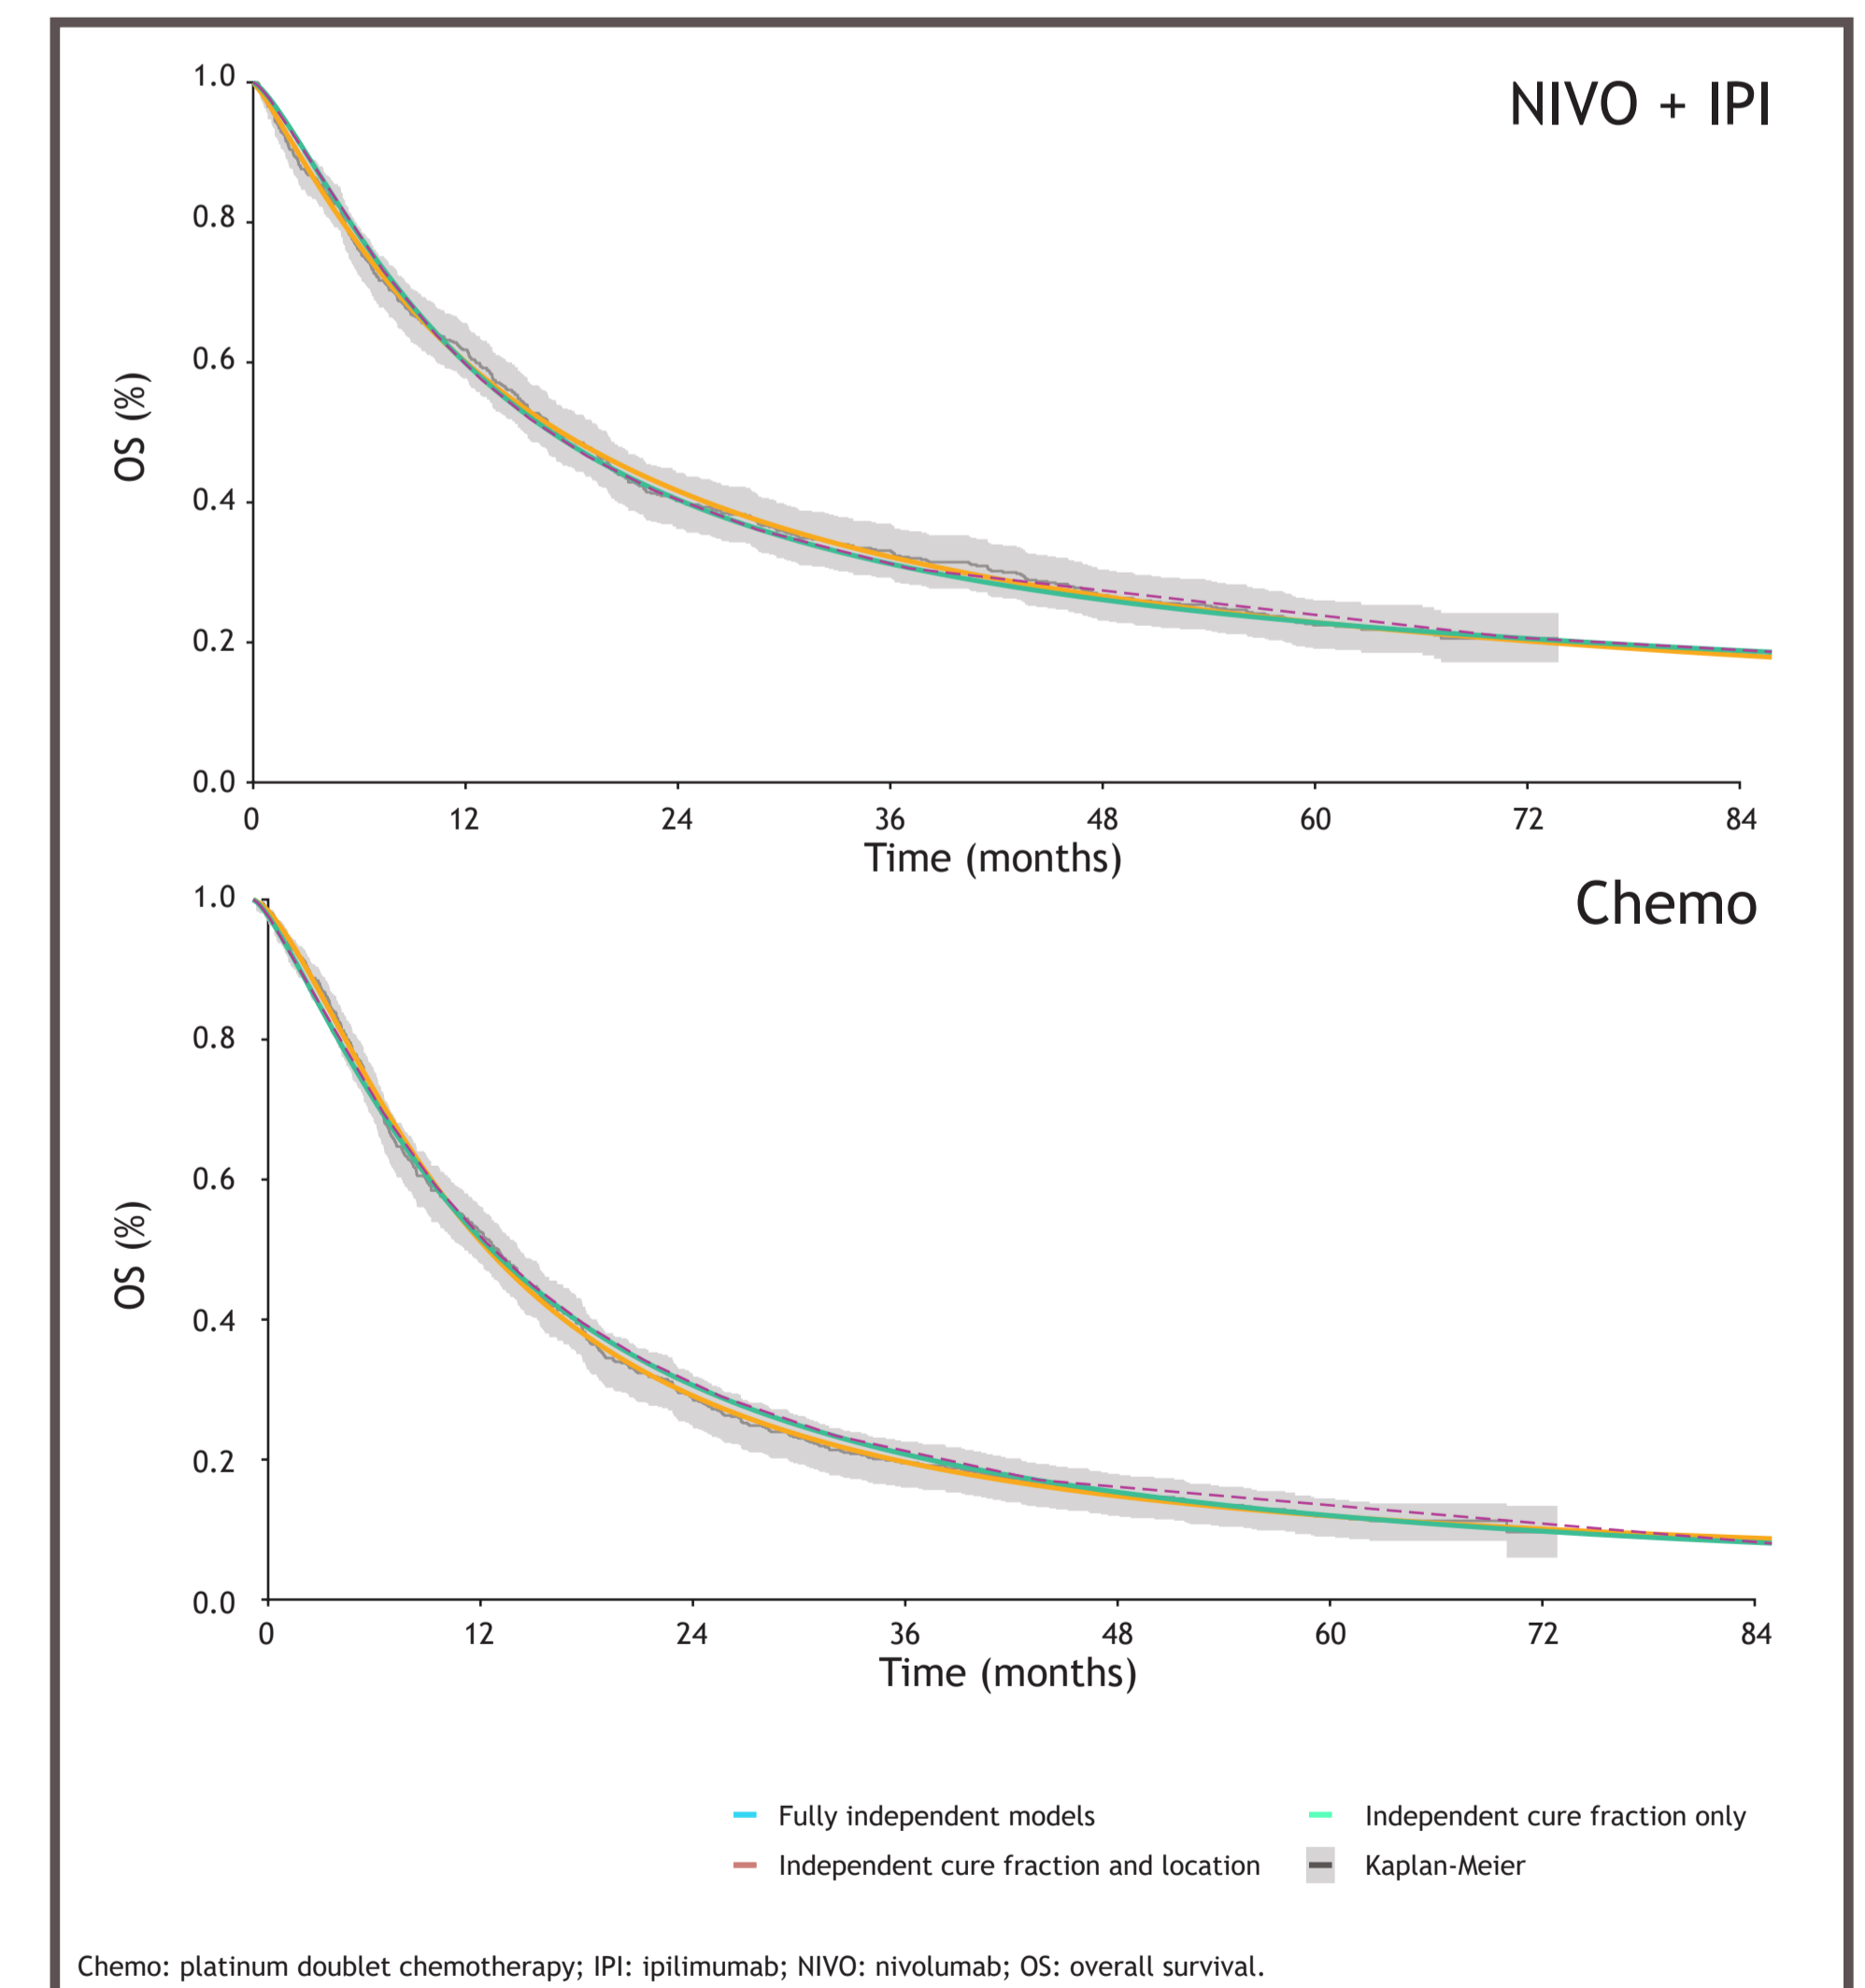 NIVO + IPI
1.0
0.8
0.6
0.4
0.2
0.0
OS (%)
0 12 24 36 48 60 72 84
Time (months)
Chemo
1.0
0.8
0.6
0.4
0.2
0.0
OS (%)
0 12 24 36 48 60 72 84
Time (months)
Fully independent models
Independent cure fraction only
Independent cure fraction and location
Kaplan-Meier
Chemo: platinum doublet chemotherapy; IPI: ipilimumab; NIVO: nivolumab; OS: overall survival.